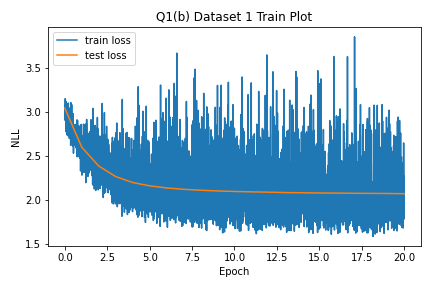 Q1(b) Dataset 1 Train Plot
train loss
test loss
NLL
3.5
3.0
2.5
2.0
1.5
0.0 2.5 5.0 7.5 10.0 12.5 15.0 17.5 20.0
Epoch